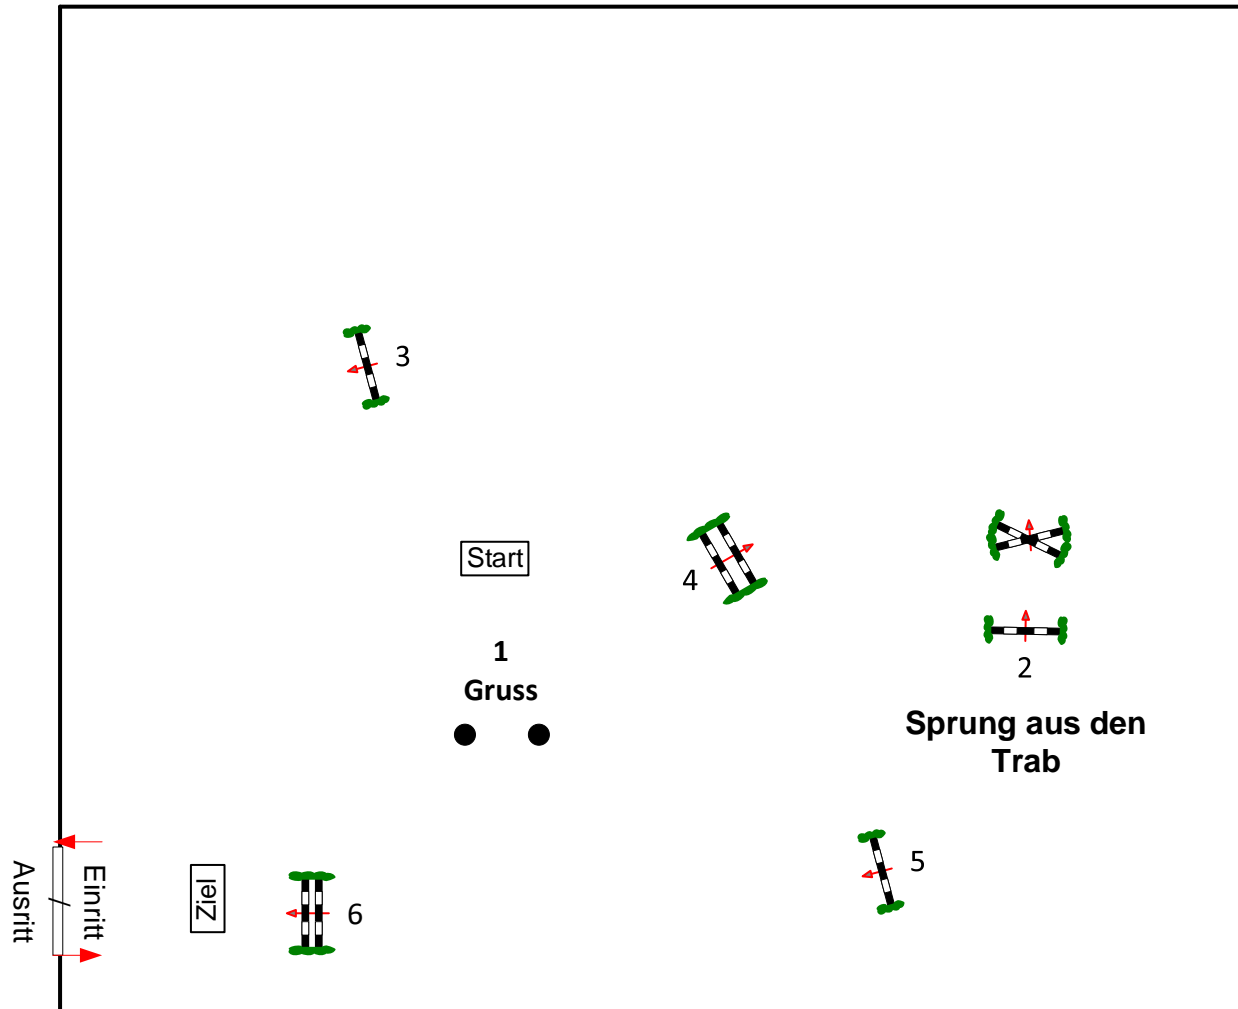 3
Start
4
1
Gruss
2
Sprung aus den
Trab
5
6
Ziel
Einritt
Ausritt